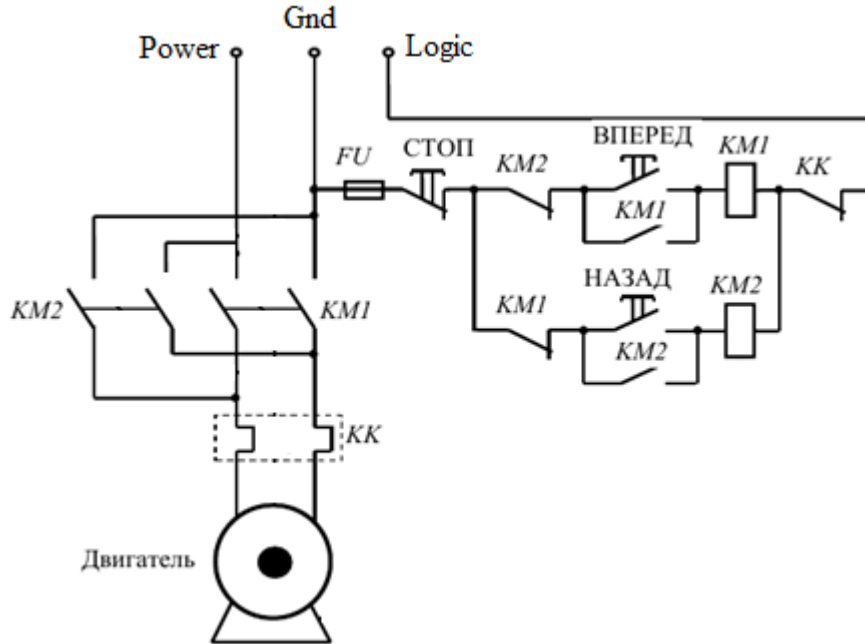 Power
Gnd
Logic
FU
СТОП
KM2
ВПЕРЕД
KM1
KK
KM1
KM2
KM1
KM1
НАЗАД
KM2
KM2
KK
Двигатель